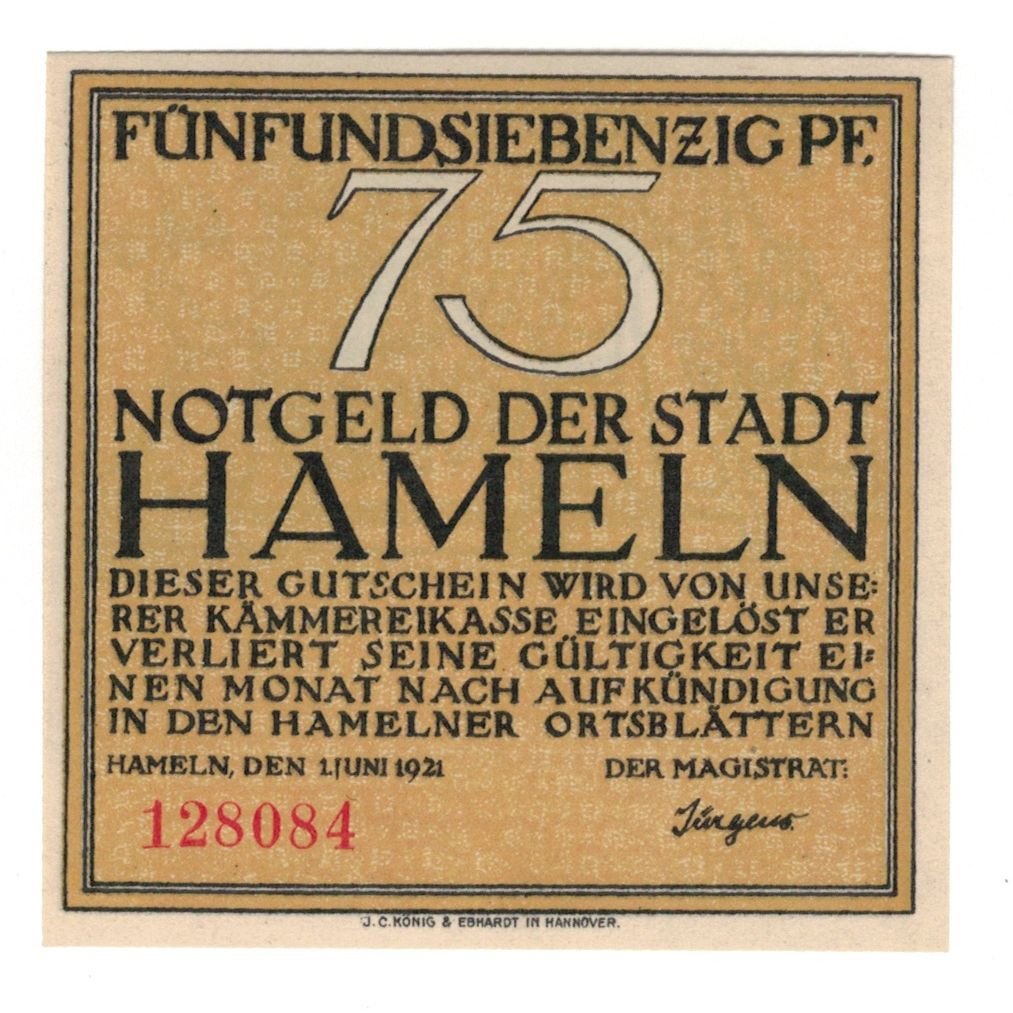 FÜNFUNDSIEBENZIG PF.
75
NOTGELD DER STADT
HAMELN
DIESER GUTSCHEIN WIRD VON UNSE=
RER KÄMMEREIKASSE EINGELÖST ER
VERLIERT SEINE GÜLTIGKEIT EI=
NEN MONAT NACH AUFKÜNDIGUNG
IN DEN HAMELNER ORTSBLÄTTERN
HAMELN, DEN 1. JUNI 1921 DER MAGISTRAT:
128084 Jürgens.
J. C. KÖNIG & EBHARDT IN HANNOVER.